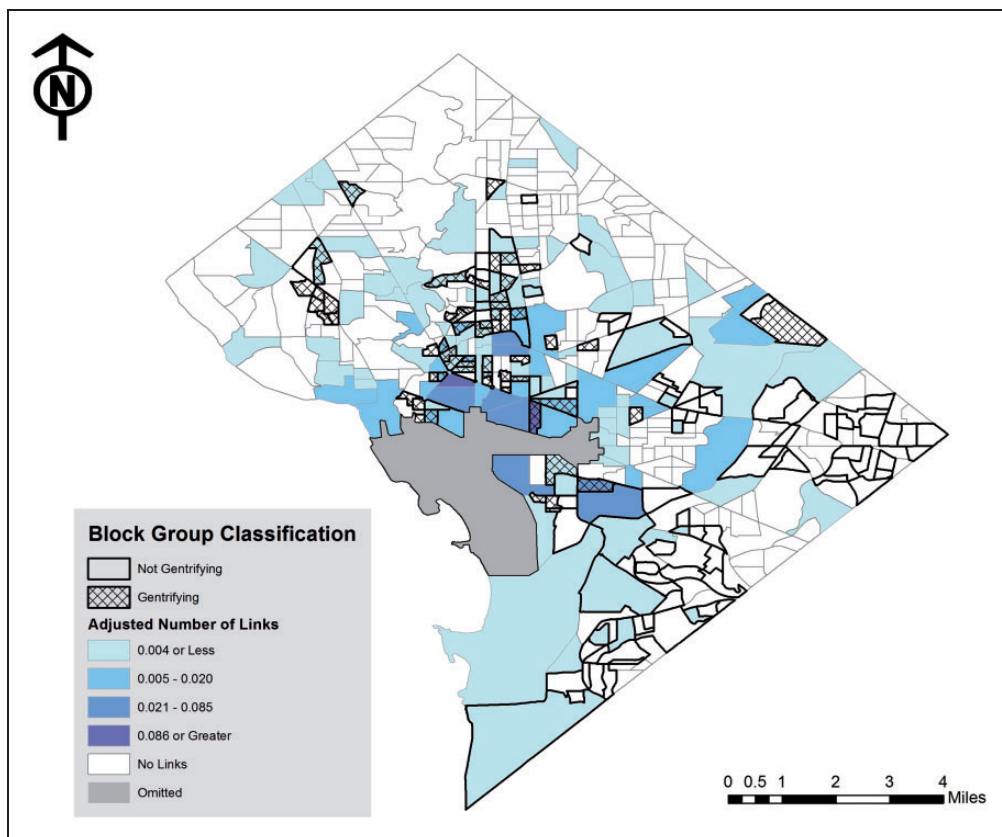 N
Block Group Classification
Not Gentrifying
Gentrifying
Adjusted Number of Links
0.004 or Less
0.005 - 0.020
0.021 - 0.085
0.086 or Greater
No Links
Omitted
0 0.5 1 2 3 4
Miles